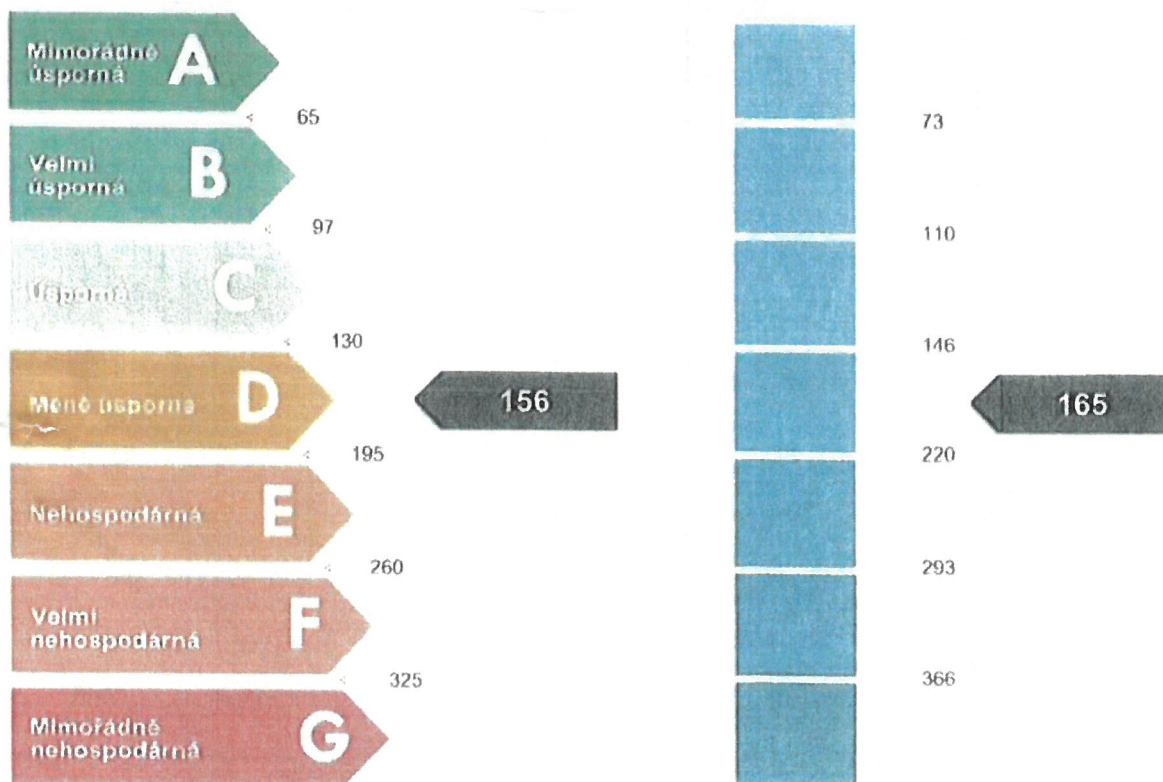 Mimořádně
úsporná
A
65
73
Velmi
úsporná
B
97
110
Úsporná
C
130
146
Méně úsporná
D
156
165
195
220
Nehospodárná
E
260
293
Velmi
nehospodárná
F
325
366
Mimořádně
nehospodárná
G